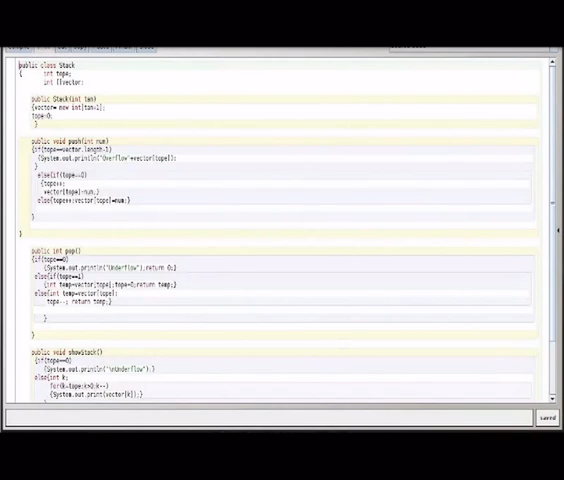 public class Stack
{ int tope;
int []vector;
public Stack(int tam)
{vector= new int[tam+1];
tope=0;
}
public void push(int num)
{if(tope==vector.length-1)
{System.out.println("Overflow"+vector[tope]);
}
else{if(tope==0)
{tope++;
vector[tope]=num;}
else{tope++;vector[tope]=num;}
}
}
public int pop()
{if(tope==0)
{System.out.println("Underflow");return 0;}
else{if(tope==1)
{int temp=vector[tope];tope=0;return temp;}
else{int temp=vector[tope];
tope--; return temp;}
}
}
public void showStack()
{if(tope==0)
{System.out.println("\nUnderflow");}
else{int k;
for(k=tope;k>0;k--)
{System.out.print(vector[k]);}
saved